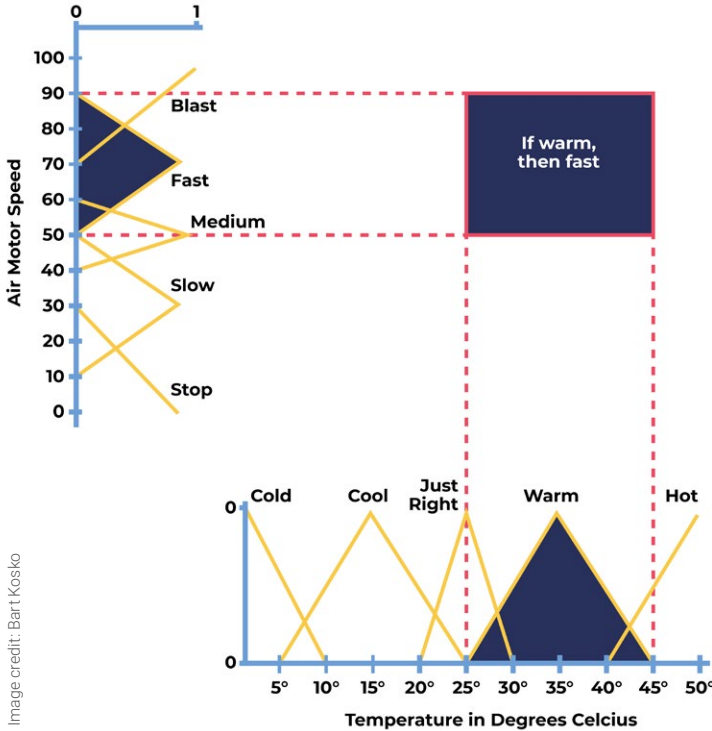 0
1
100
90
80
70
60
50
40
30
20
10
0
Air Motor Speed
Blast
Fast
Medium
Slow
Stop
If warm,
then fast
0
0
Cold
Cool
Just
Right
Warm
Hot
5°
10°
15°
20°
25°
30°
35°
40°
45°
50°
Temperature in Degrees Celcius
Image credit: Bart Kosko